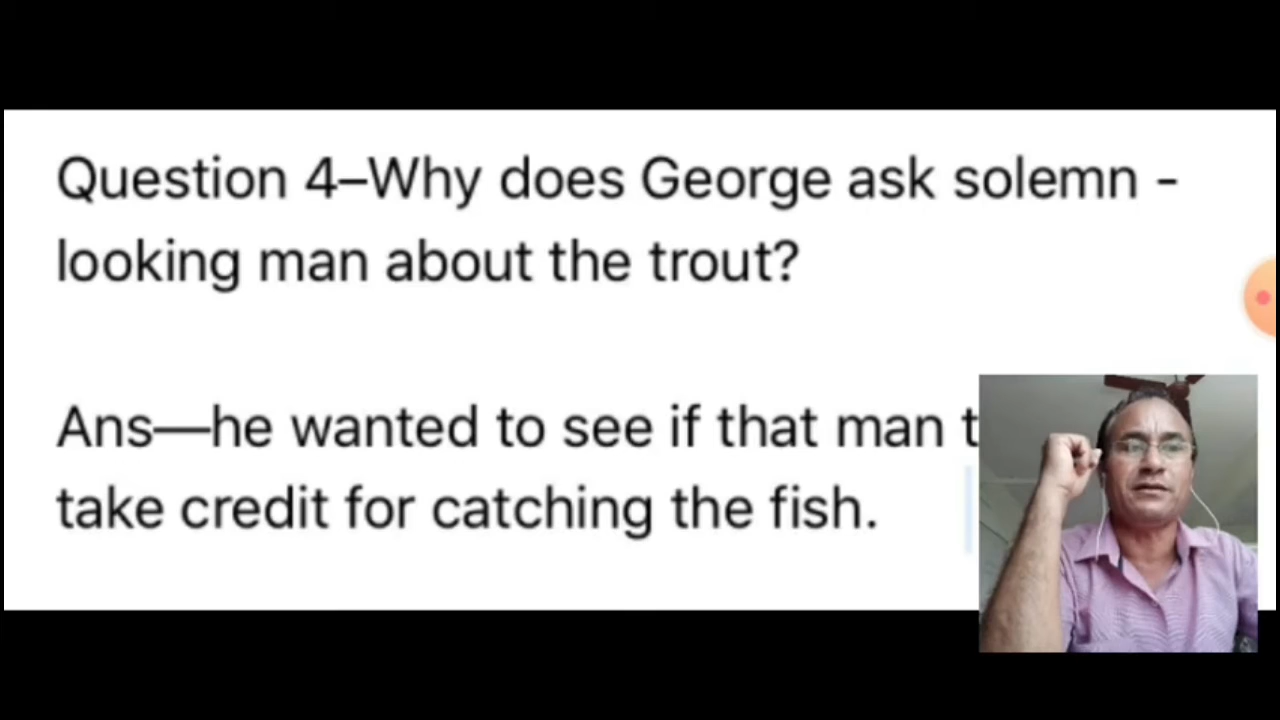 Question 4–Why does George ask solemn -
looking man about the trout?
Ans—he wanted to see if that man
take credit for catching the fish.